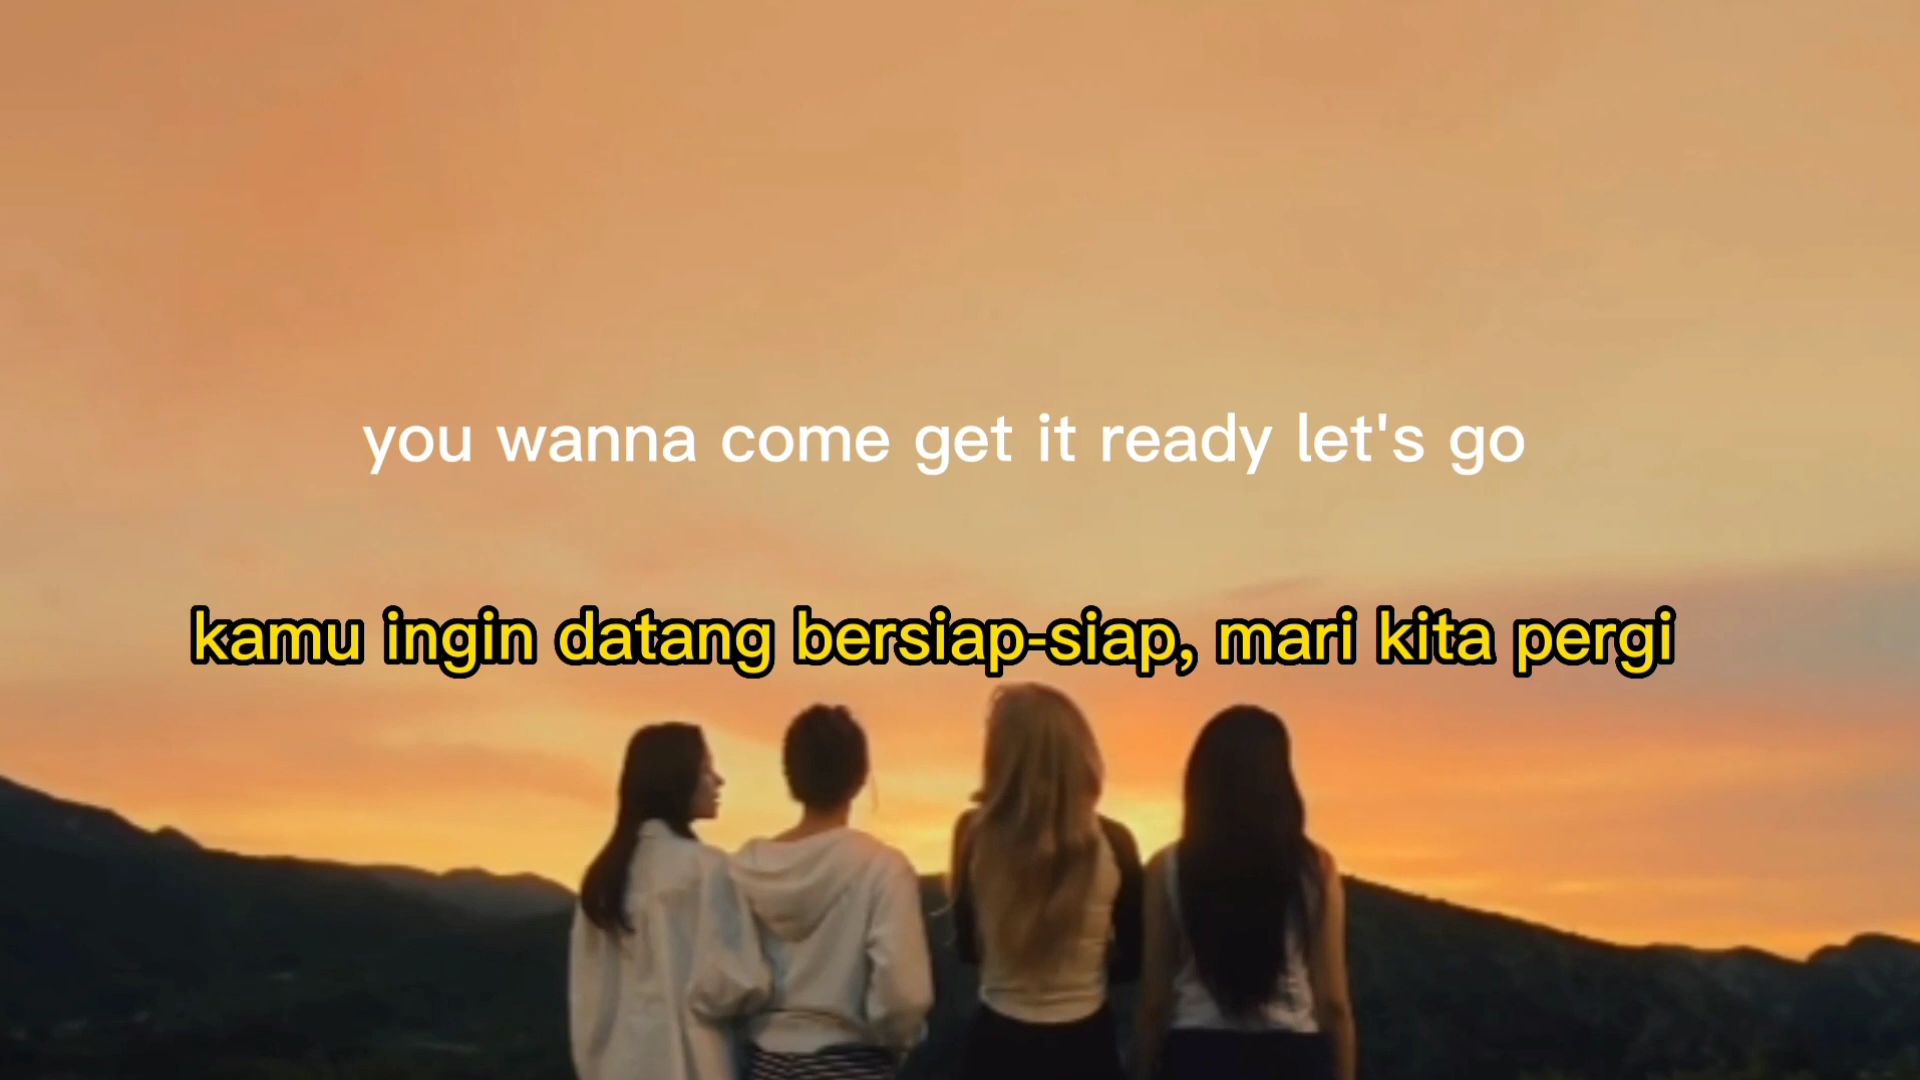 you wanna come get it ready let's go
kamu ingin datang bersiap-siap, mari kita pergi